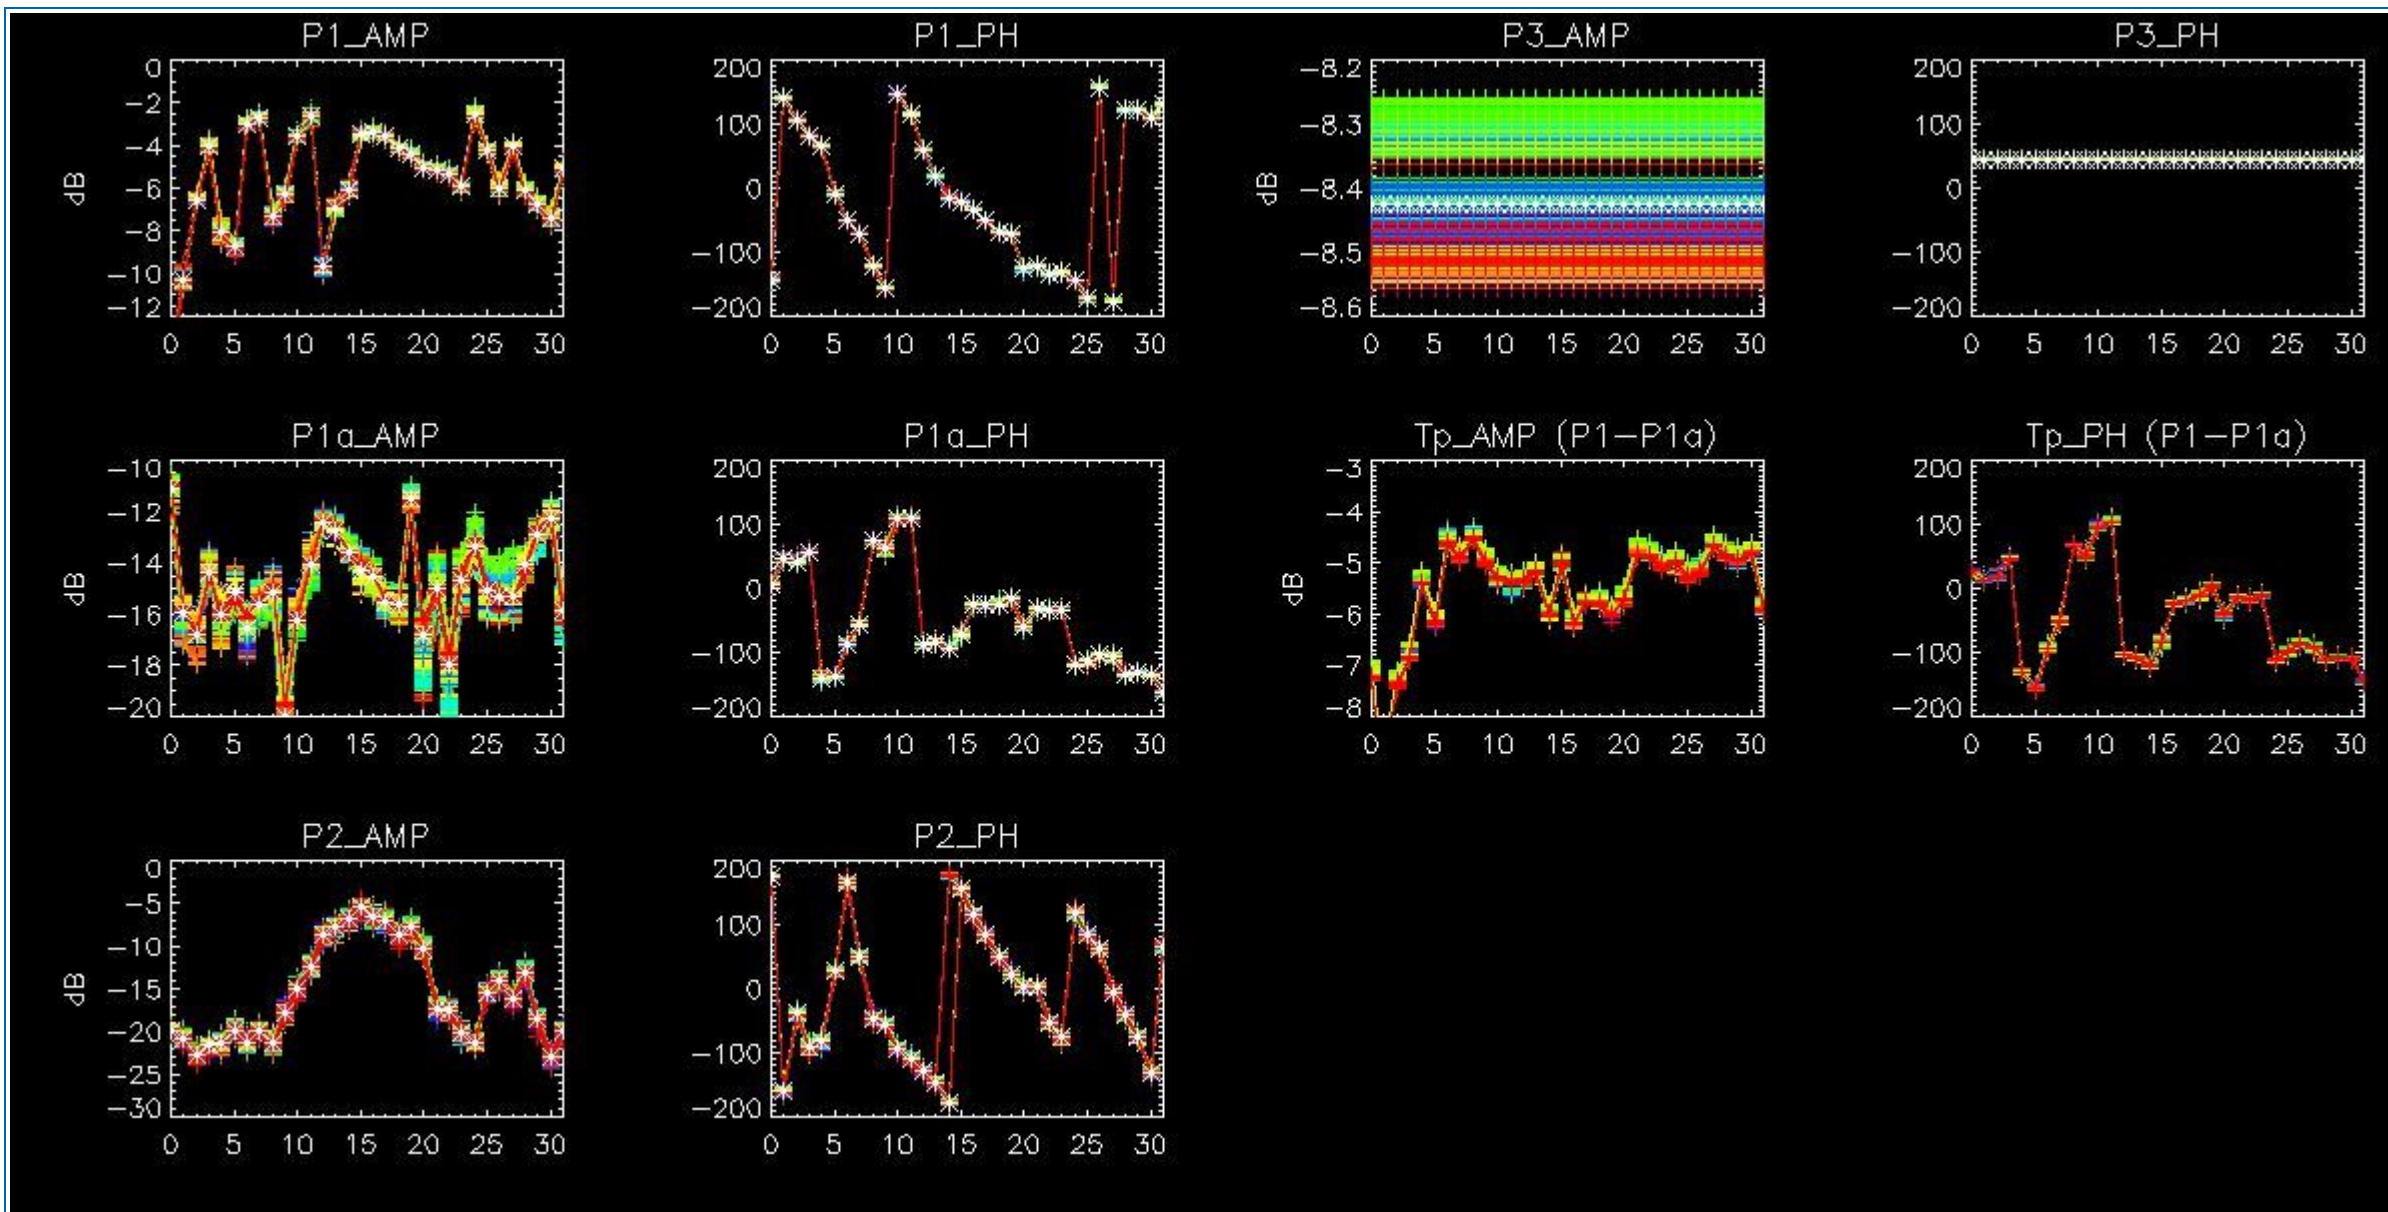 P1_AMP P1_PH P3_AMP P3_PH
0 200 -8.2 200
-2
-4 100 -8.3 100
dB -6 0 dB -8.4 0
-8
-10 -100 -8.5 -100
-12 -200 -8.6 -200
0 5 10 15 20 25 30 0 5 10 15 20 25 30 0 5 10 15 20 25 30 0 5 10 15 20 25 30
P1a_AMP P1a_PH Tp_AMP (P1-P1a) Tp_PH (P1-P1a)
-10 200 -3 200
-12 100 -4 100
-14 0 -5 0
dB dB
-16 -6
-18 -100 -7 -100
-20 -200 -8 -200
0 5 10 15 20 25 30 0 5 10 15 20 25 30 0 5 10 15 20 25 30 0 5 10 15 20 25 30
P2_AMP P2_PH
0 200
-5 100
-10
dB -15 0
-20 -100
-25
-30 -200
0 5 10 15 20 25 30 0 5 10 15 20 25 30